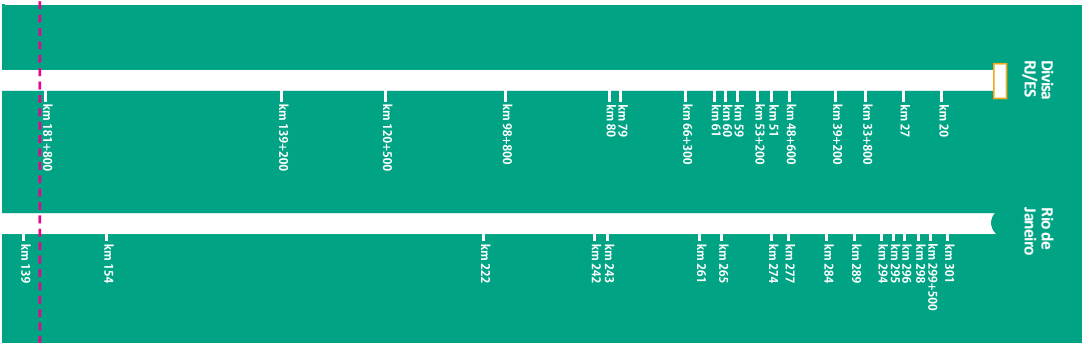 Divisa
RJ/ES
km 20
km 27
km 33+800
km 39+200
km 48+600
km 51
km 53+200
km 59
km 60
km 61
km 66+300
km 79
km 80
km 98+800
km 120+500
km 139+200
km 181+800
Rio de
Janeiro
km 301
km 299+500
km 298
km 296
km 295
km 294
km 289
km 284
km 277
km 274
km 265
km 261
km 243
km 242
km 222
km 154
km 139